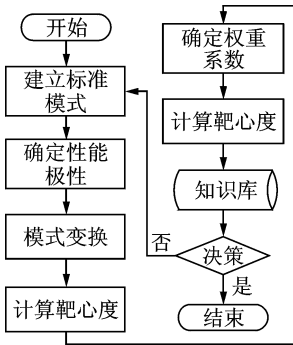 开始
建立标准
模式
确定性能
极性
模式变换
计算靶心度
确定权重
系数
计算靶心度
知识库
决策
否
是
结束